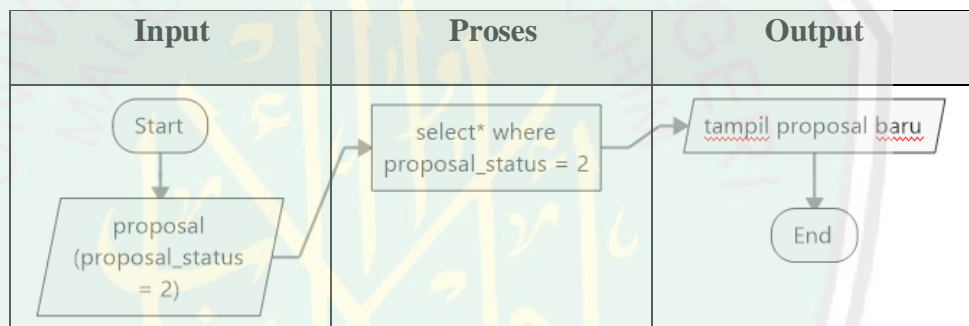 Input
Proses
Output
Start
proposal
(proposal_status
= 2)
select* where
proposal_status = 2
tampil proposal baru
End